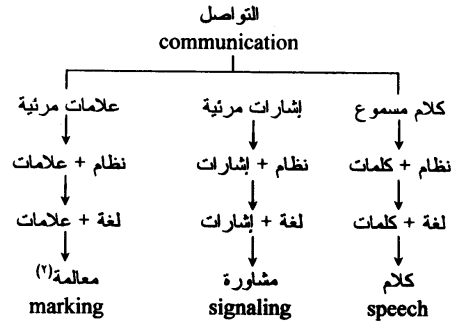 التواصل
communication
كلام مسموع إشارات مرئية علامات مرئية
نظام + كلمات نظام + إشارات نظام + علامات
لغة + كلمات لغة + إشارات لغة + علامات
كلام مشاورة معالمة(٢)
speech signaling marking